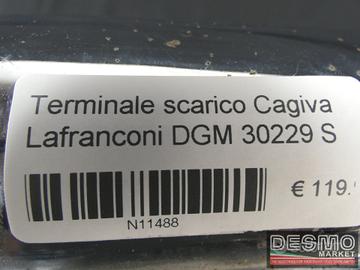 Terminale scarico Cagiva
Lafranconi DGM 30229 S
€ 119.
N11488
DESMO
MARKET